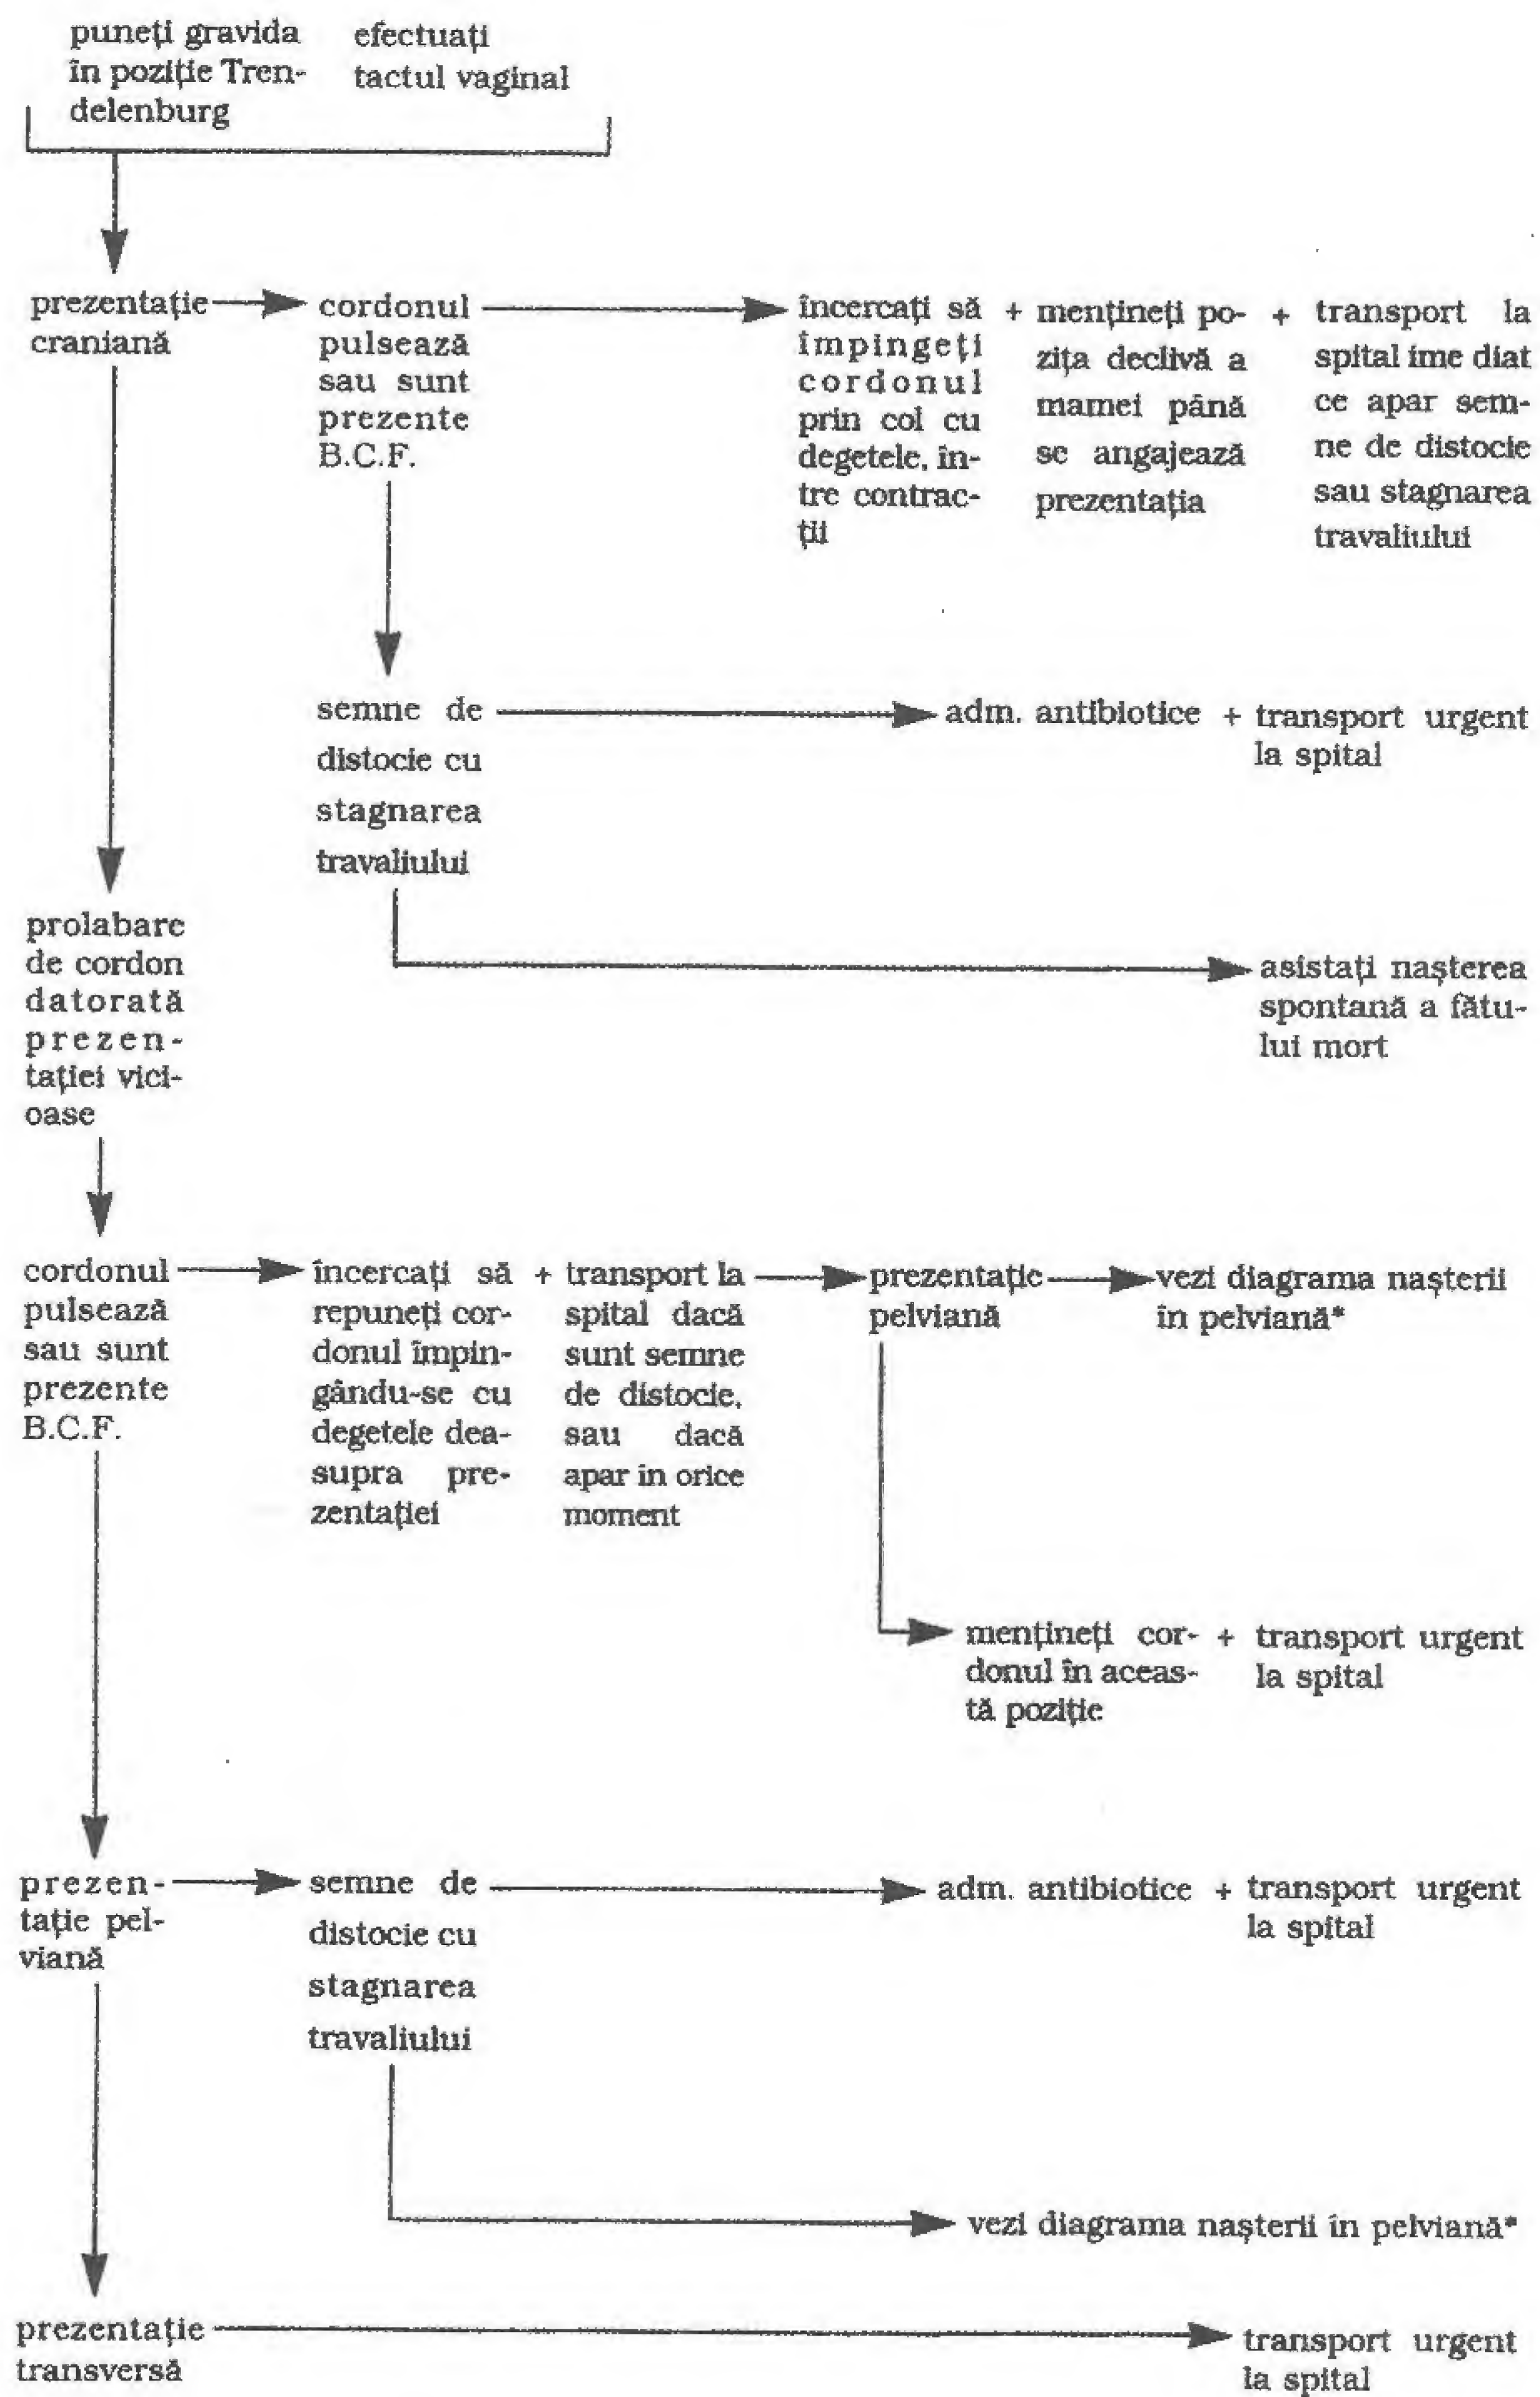 puneți gravida
în poziție Tren-
delenburg
efectuați
tactul vaginal
prezentație
craniană
cordonul
pulsează
sau sunt
prezente
B.C.F.
încercați să
împingeți
cordonul
prin col cu
degetele, în-
tre contrac-
ții
+
mențineți po-
zița declivă a
mamei până
se angajează
prezentația
+
transport la
spital ime diat
ce apar sem-
ne de distocie
sau stagnarea
travaliului
semne de
distocie cu
stagnarea
travaliului
adm. antibiotice + transport urgent
la spital
asistați nașterea
spontană a fătu-
lui mort
prolabare
de cordon
datorată
prezen-
tației vici-
oase
cordonul
pulsează
sau sunt
prezente
B.C.F.
încercați să
repuneți cor-
donul împin-
gându-se cu
degetele dea-
supra pre-
zentației
+
transport la
spital dacă
sunt semne
de distocie,
sau dacă
apar in orice
moment
prezentație
pelviană
vezi diagrama nașterii
în pelviană*
mențineți cor-
donul în aceas-
tă poziție
+
transport urgent
la spital
prezen-
tație pel-
viană
semne de
distocie cu
stagnarea
travaliului
adm. antibiotice + transport urgent
la spital
vezi diagrama nașterii în pelviană*
prezentație
transversă
transport urgent
la spital